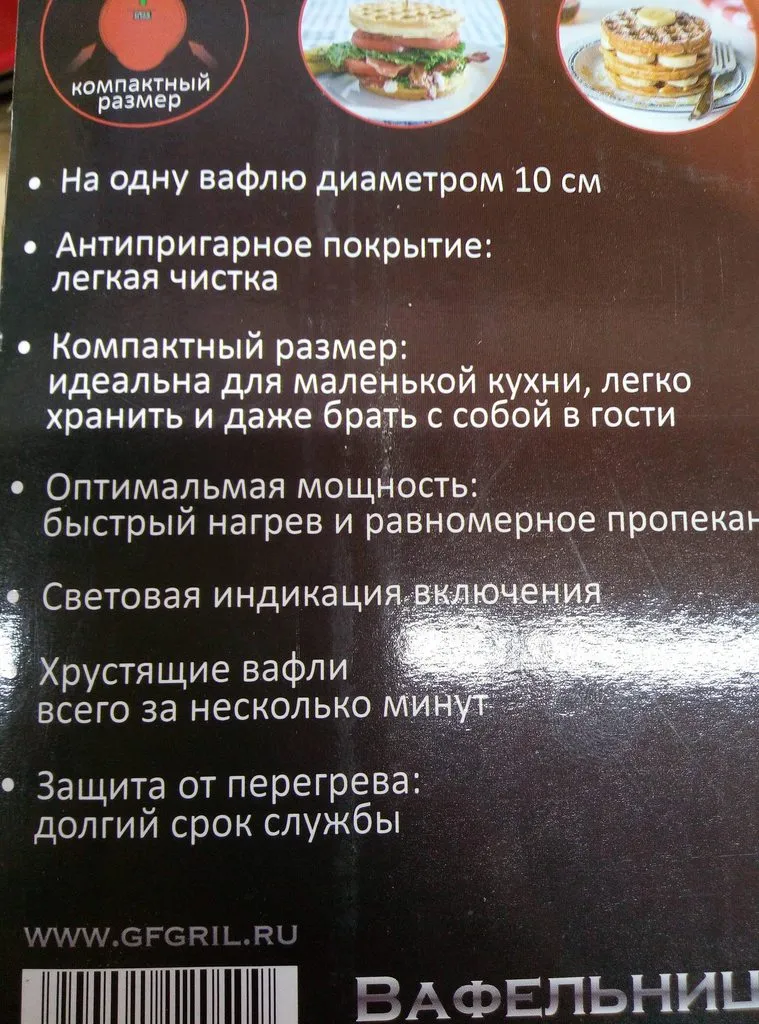 компактный
размер
• На одну вафлю диаметром 10 см
• Антипригарное покрытие:
легкая чистка
• Компактный размер:
идеальна для маленькой кухни, легко
хранить и даже брать с собой в гости
• Оптимальмая мощность:
быстрый нагрев и равномерное пропекан
• Световая индикация включения
Хрустящие вафли
всего за несколько минут
• Защита от перегрева:
долгий срок службы
WWW.GFGRIL.RU
ВАФЕЛЬНИЦ